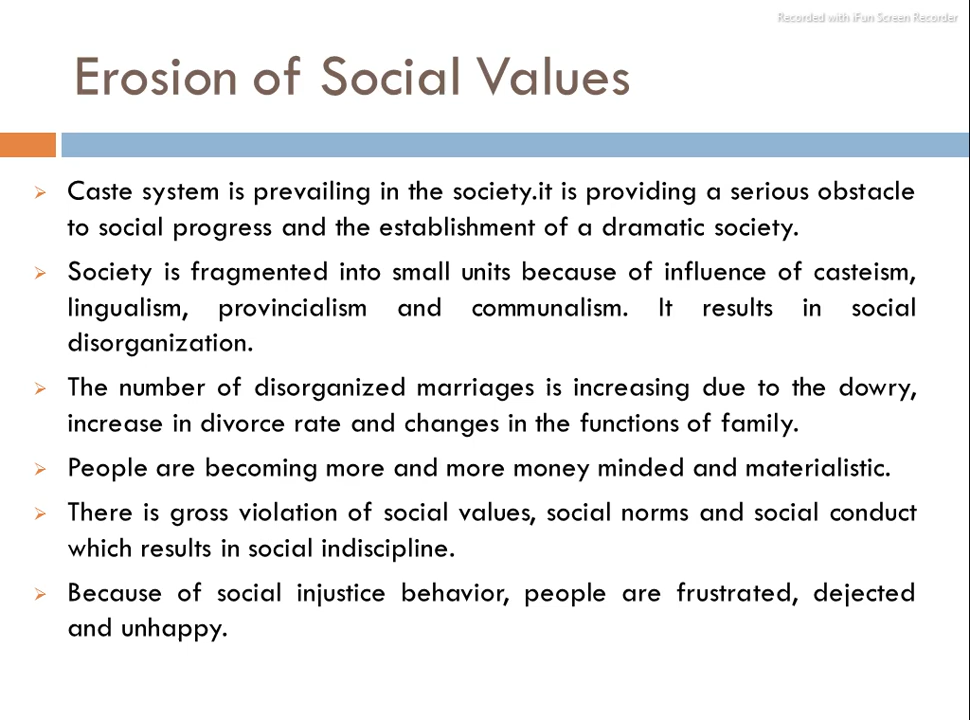 Recorded with iFun Screen Recorder
Erosion of Social Values
Caste system is prevailing in the society.it is providing a serious obstacle
to social progress and the establishment of a dramatic society.
Society is fragmented into small units because of influence of casteism,
lingualism, provincialism and communalism. It results in social
disorganization.
The number of disorganized marriages is increasing due to the dowry,
increase in divorce rate and changes in the functions of family.
People are becoming more and more money minded and materialistic.
There is gross violation of social values, social norms and social conduct
which results in social indiscipline.
Because of social injustice behavior, people are frustrated, dejected
and unhappy.